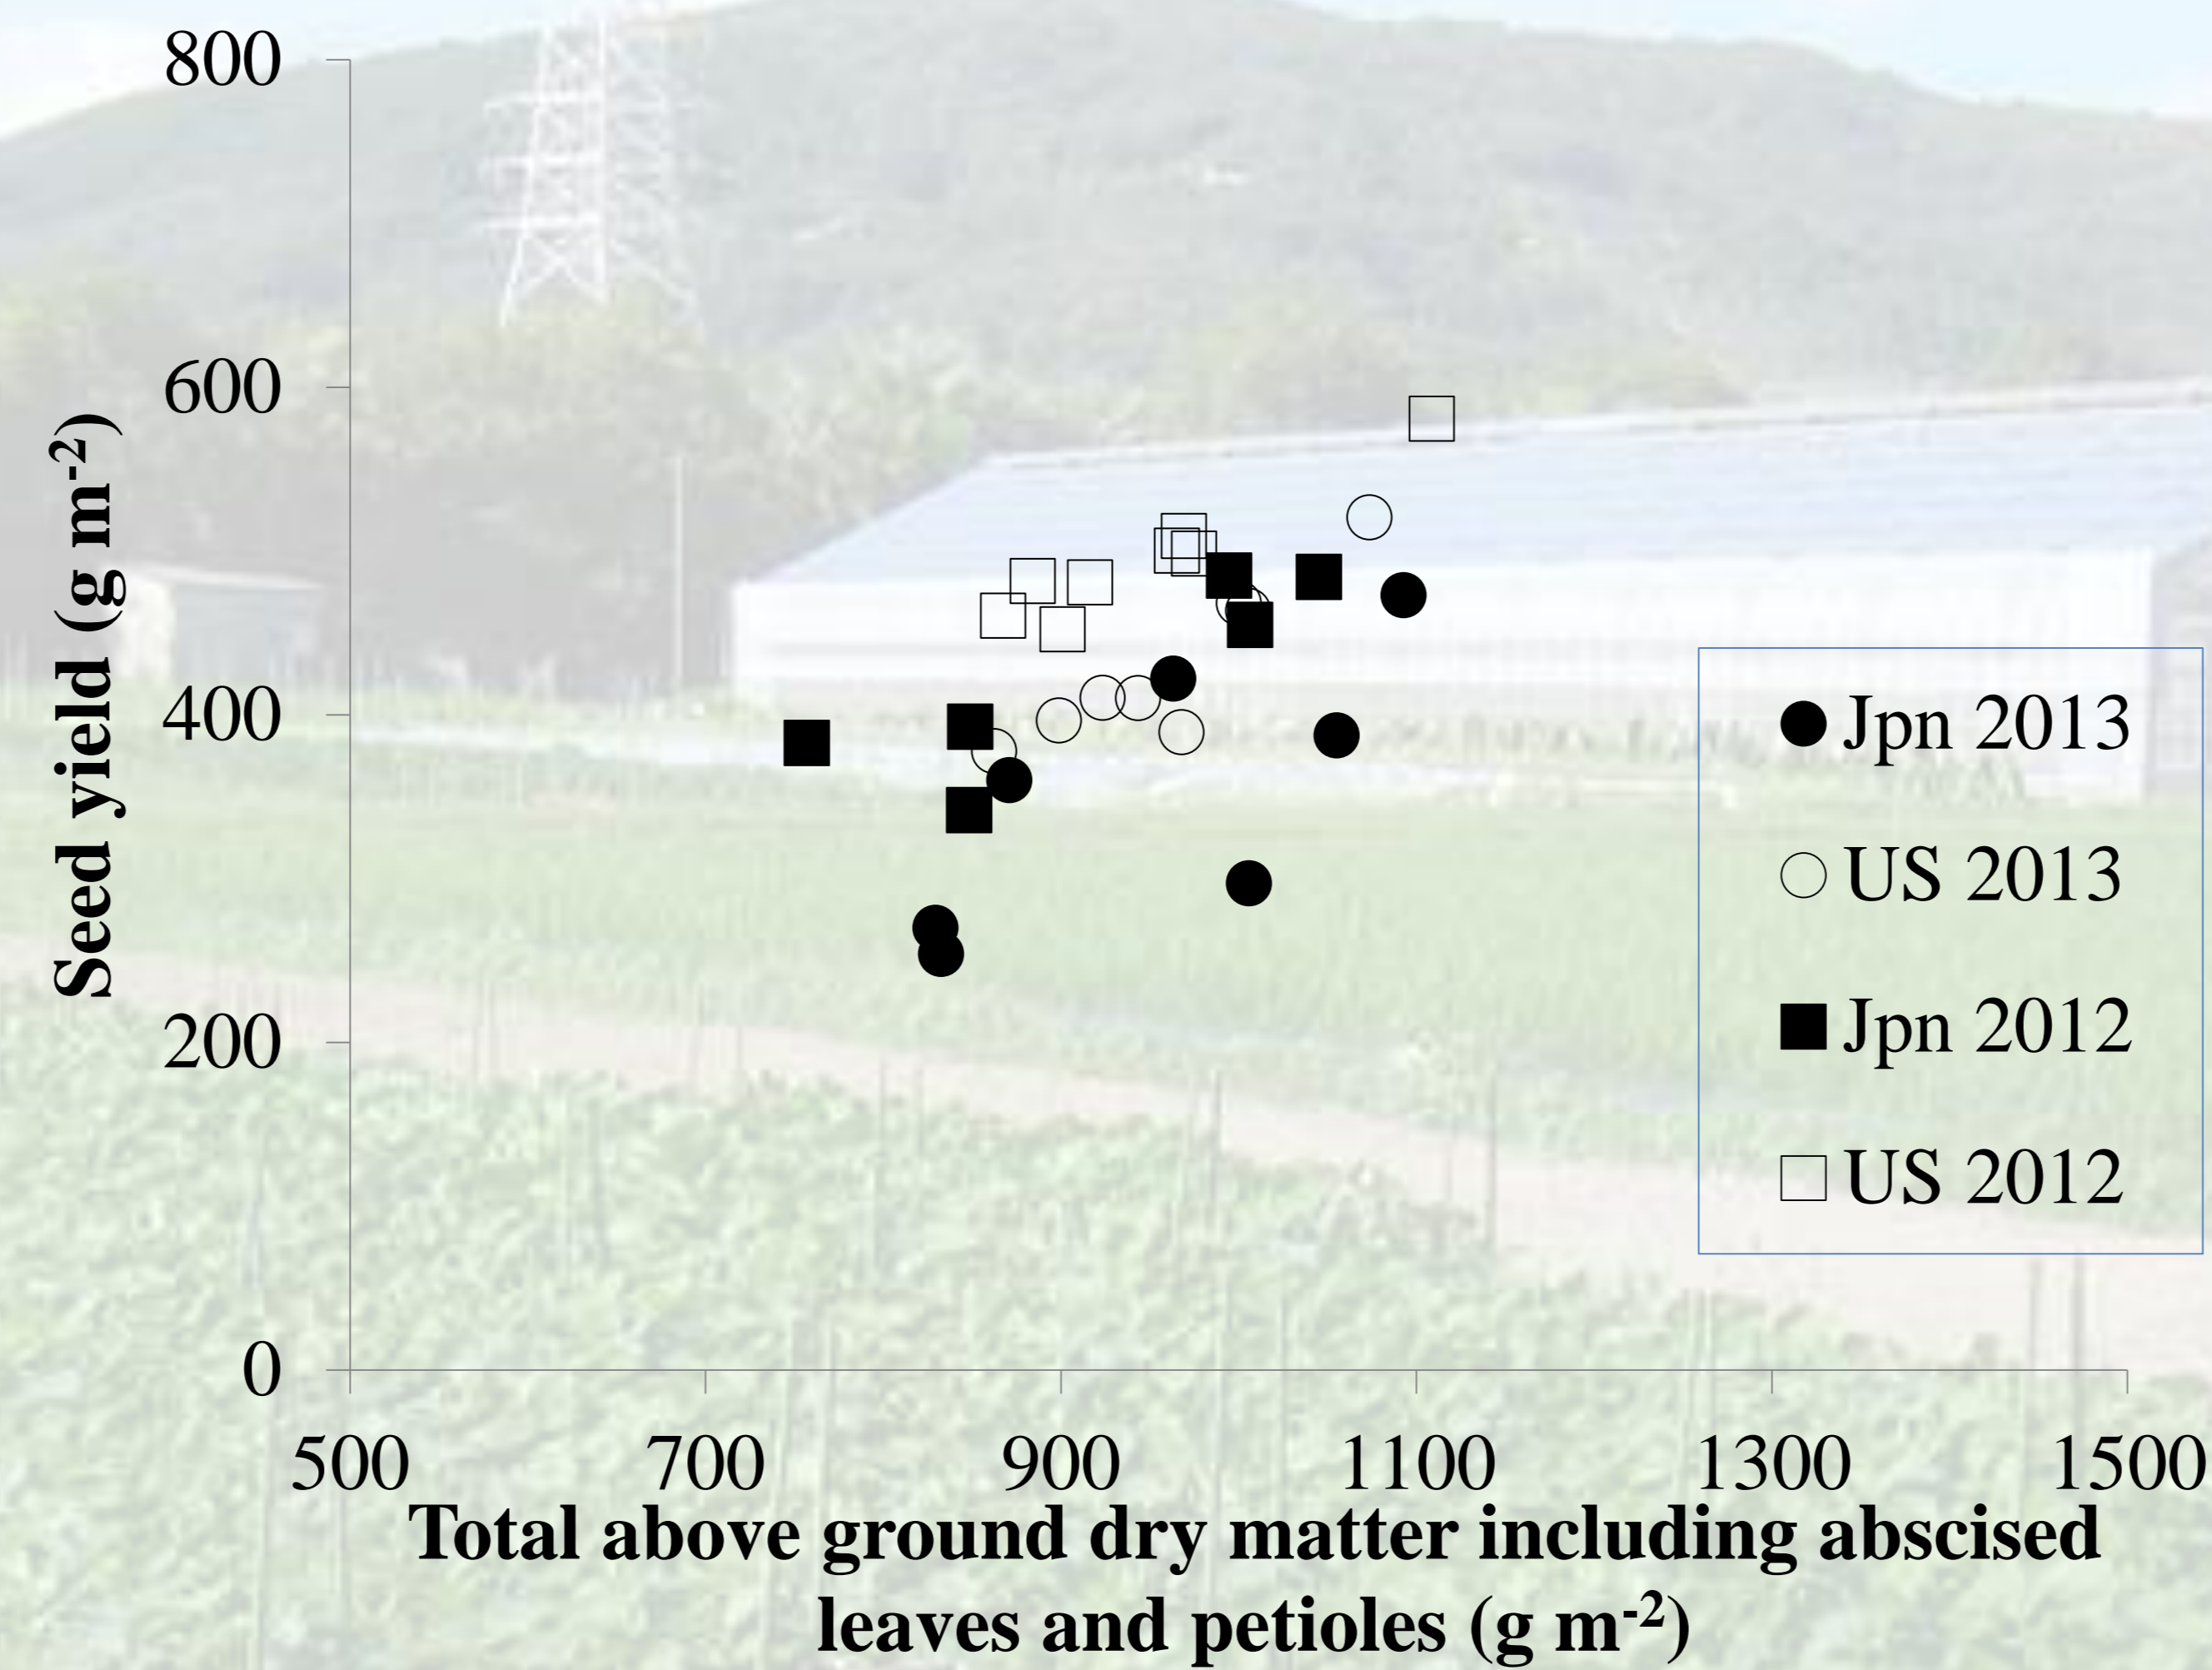 800
600
400
200
0
Seed yield (g m-2)
500 700 900 1100 1300 1500
Total above ground dry matter including abscised
leaves and petioles (g m-2)
Jpn 2013
US 2013
Jpn 2012
US 2012